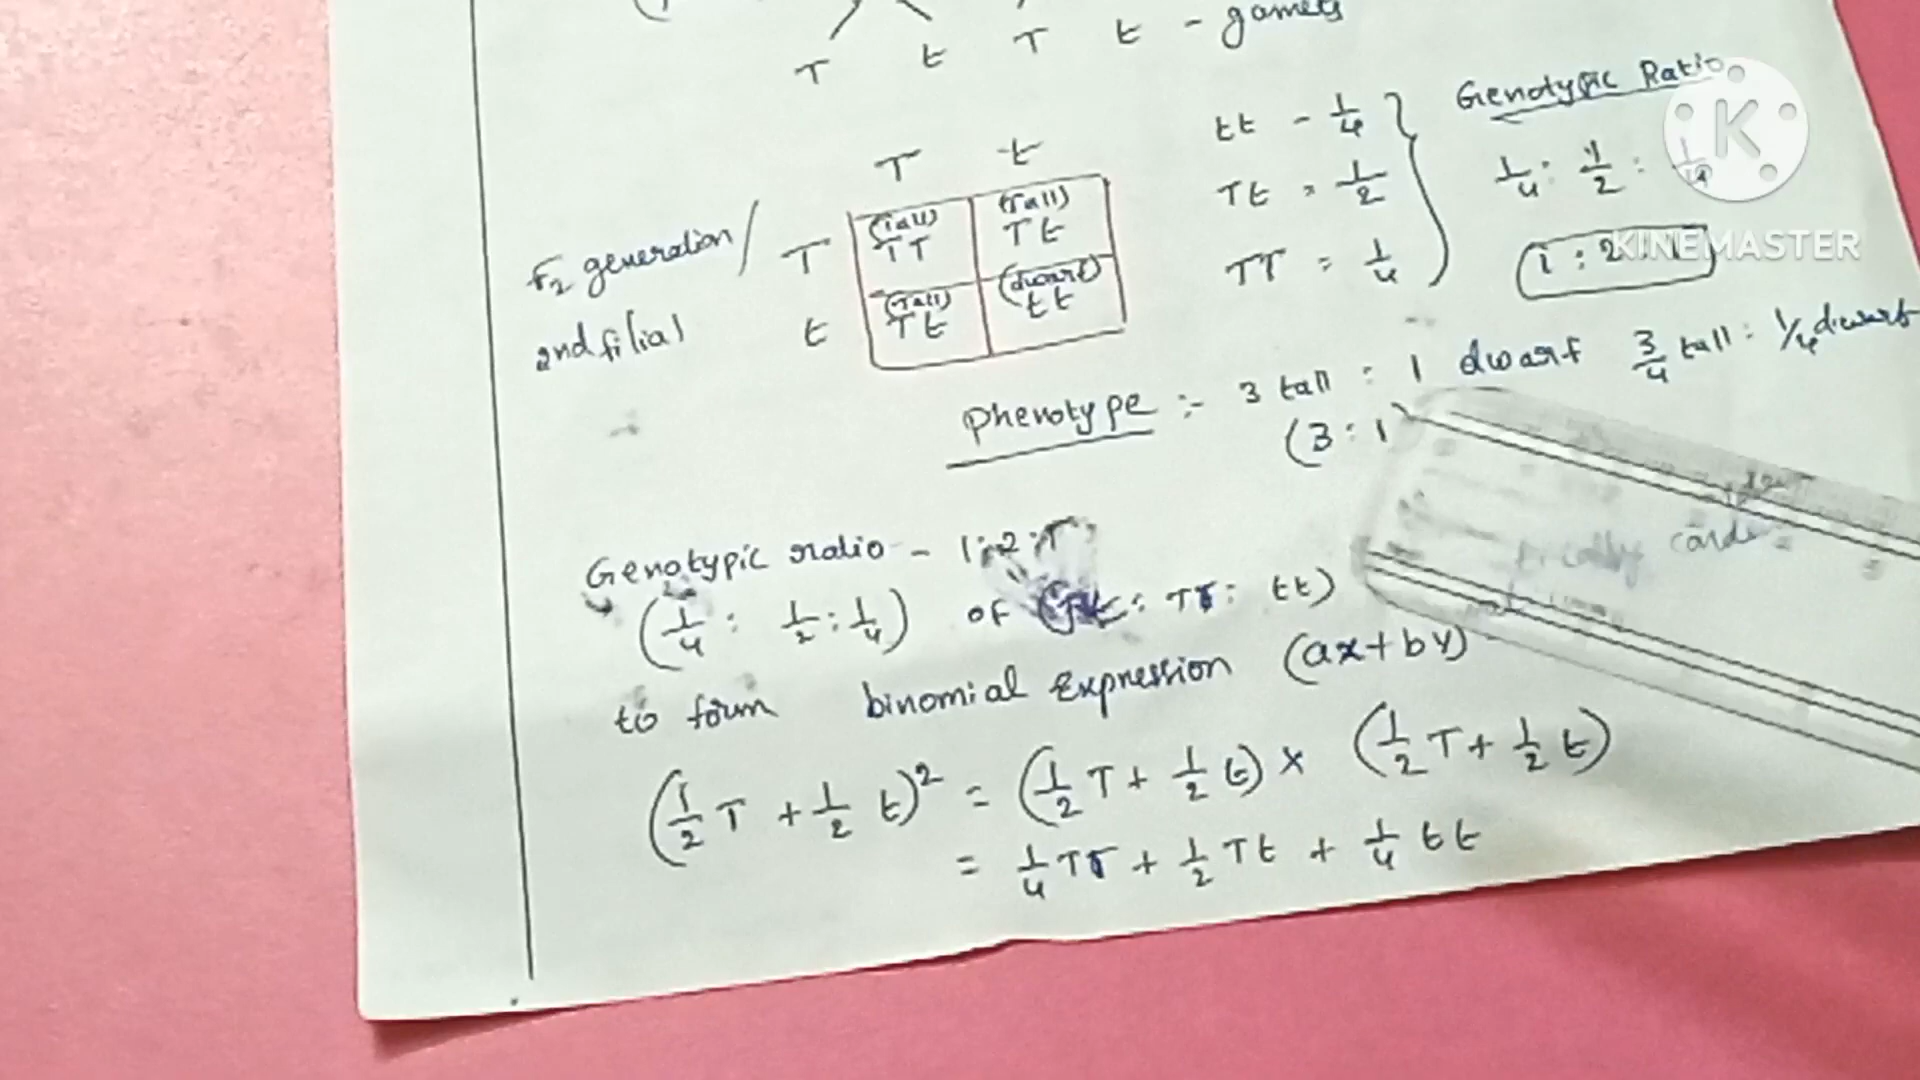 T t T t - gamets
T t
F2 generation/
2nd filial
T (Tall) TT (Tall) Tt
t (Tall) Tt (dwarf) tt
tt - 1/4
Tt = 1/2
TT = 1/4
Genotypic Ratio
1/4 : 1/2 : 1/4
1 : 2 : 1
K
KINEMASTER
Phenotype :- 3 tall : 1 dwarf 3/4 tall : 1/4 dwarf
(3 : 1
Genotypic ratio - 1:2:1
(1/4 : 1/2 : 1/4) of : TT : tt)
to form binomial expression (ax+by)
(1/2 T + 1/2 t)² = (1/2 T + 1/2 t) × (1/2 T + 1/2 t)
= 1/4 TT + 1/2 Tt + 1/4 tt